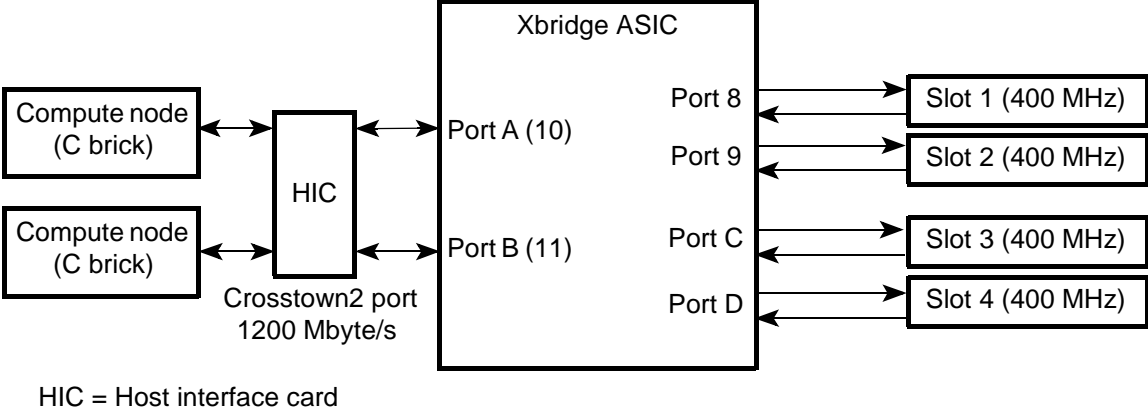 Xbridge ASIC
Compute node
(C brick)
Compute node
(C brick)
HIC
Crosstown2 port
1200 Mbyte/s
Port A (10)
Port B (11)
Port 8
Port 9
Port C
Port D
Slot 1 (400 MHz)
Slot 2 (400 MHz)
Slot 3 (400 MHz)
Slot 4 (400 MHz)
HIC = Host interface card